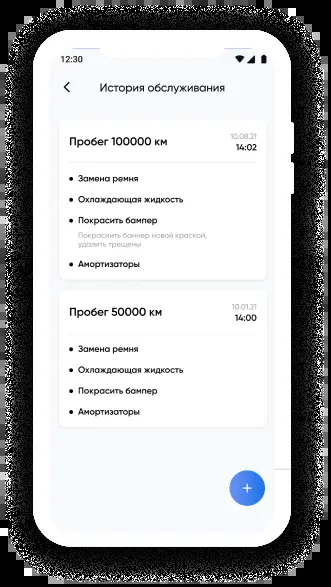 12:30
История обслуживания
Пробег 100000 км
10.08.21
14:02
Замена ремня
Охлаждающая жидкость
Покрасить бампер
Покрасиить баннер новой краской,
удалить трещены
Амортизаторы
Пробег 50000 км
10.01.21
14:00
Замена ремня
Охлаждающая жидкость
Покрасить бампер
Амортизаторы